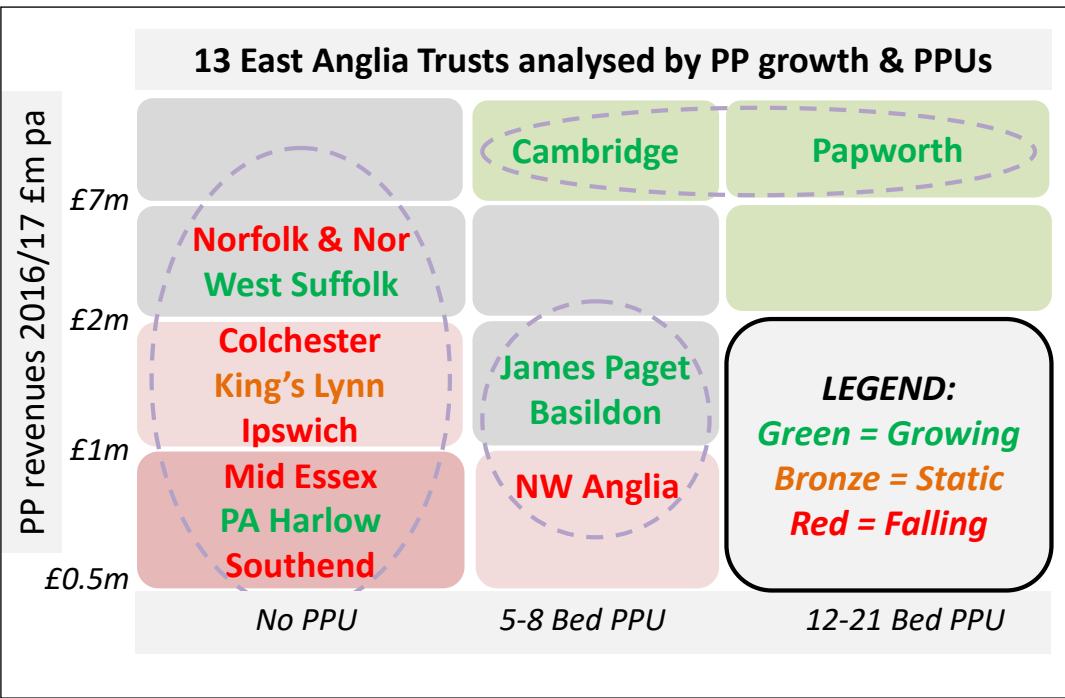 13 East Anglia Trusts analysed by PP growth & PPUs
PP revenues 2016/17 £m pa
£7m
£2m
£1m
£0.5m
Cambridge
Papworth
Norfolk & Nor
West Suffolk
Colchester
King's Lynn
Ipswich
James Paget
Basildon
Mid Essex
PA Harlow
Southend
NW Anglia
LEGEND:
Green = Growing
Bronze = Static
Red = Falling
No PPU
5-8 Bed PPU
12-21 Bed PPU